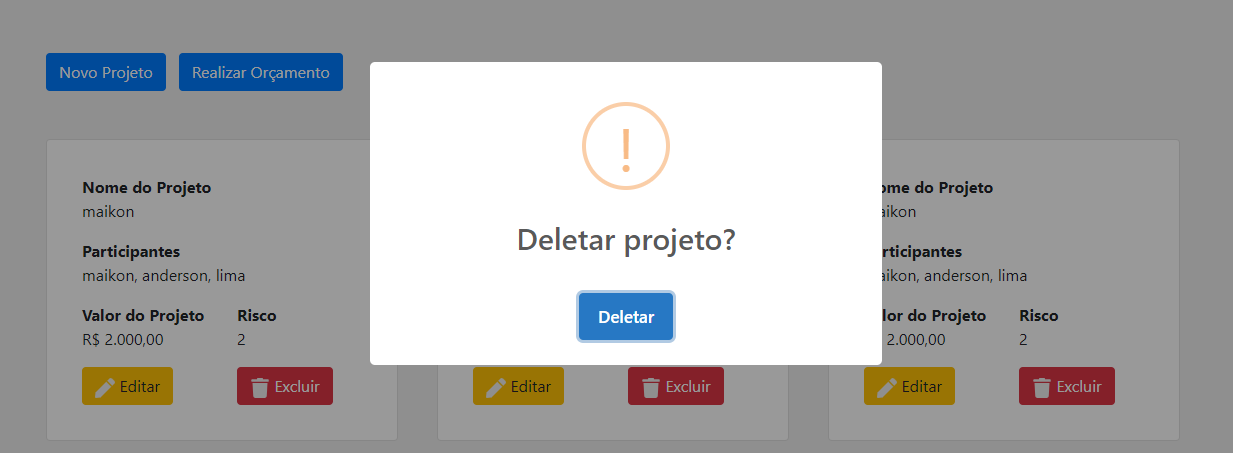 Novo Projeto
Realizar Orçamento
!
Deletar projeto?
Deletar
Nome do Projeto
maikon
Participantes
maikon, anderson, lima
Valor do Projeto Risco
R$ 2.000,00 2
Editar Excluir
Editar Excluir
ome do Projeto
aikon
rticipantes
aikon, anderson, lima
lor do Projeto Risco
2.000,00 2
Editar Excluir